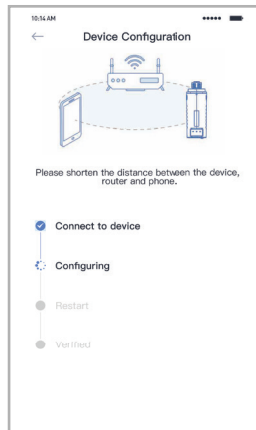 10:14 AM
Device Configuration
Please shorten the distance between the device,
router and phone.
Connect to device
Configuring
Restart
Verified